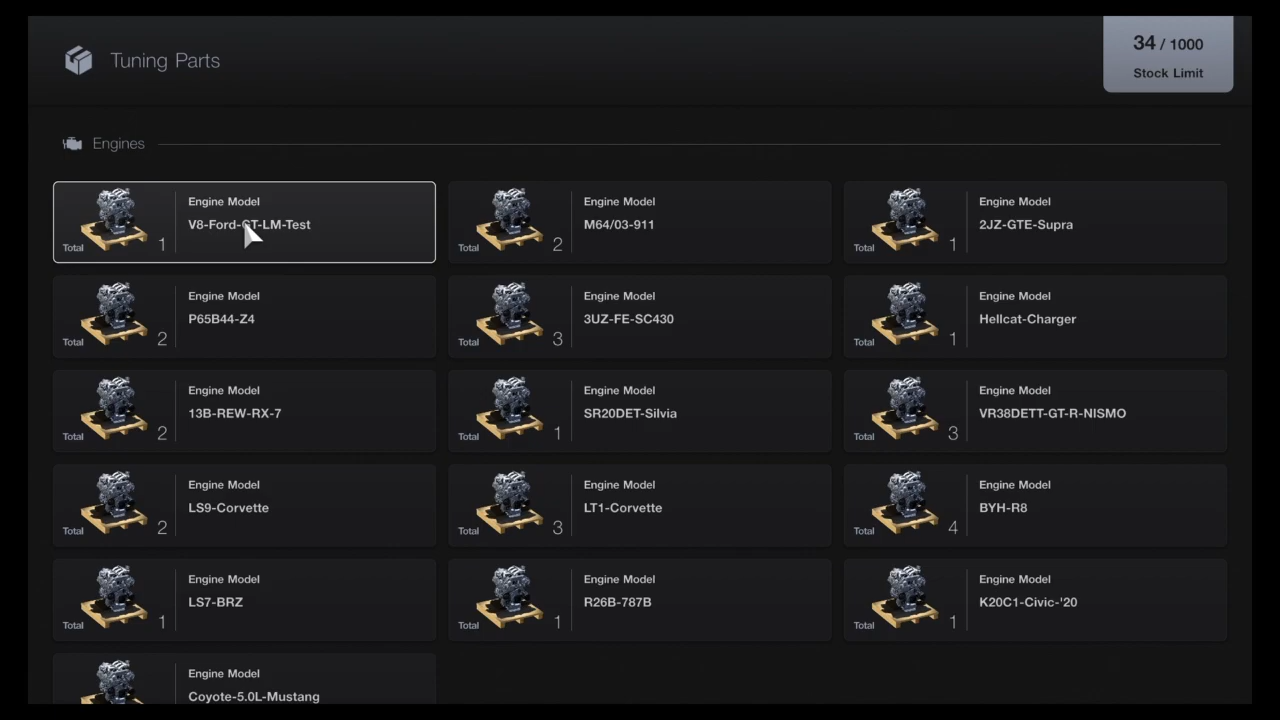 Tuning Parts
34 / 1000
Stock Limit
Engines
Engine Model
V8-Ford-GT-LM-Test
Total 1
Engine Model
M64/03-911
Total 2
Engine Model
2JZ-GTE-Supra
Total 1
Engine Model
P65B44-Z4
Total 2
Engine Model
3UZ-FE-SC430
Total 3
Engine Model
Hellcat-Charger
Total 1
Engine Model
13B-REW-RX-7
Total 2
Engine Model
SR20DET-Silvia
Total 1
Engine Model
VR38DETT-GT-R-NISMO
Total 3
Engine Model
LS9-Corvette
Total 2
Engine Model
LT1-Corvette
Total 3
Engine Model
BYH-R8
Total 4
Engine Model
LS7-BRZ
Total 1
Engine Model
R26B-787B
Total 1
Engine Model
K20C1-Civic-'20
Total 1
Engine Model
Coyote-5.0L-Mustang